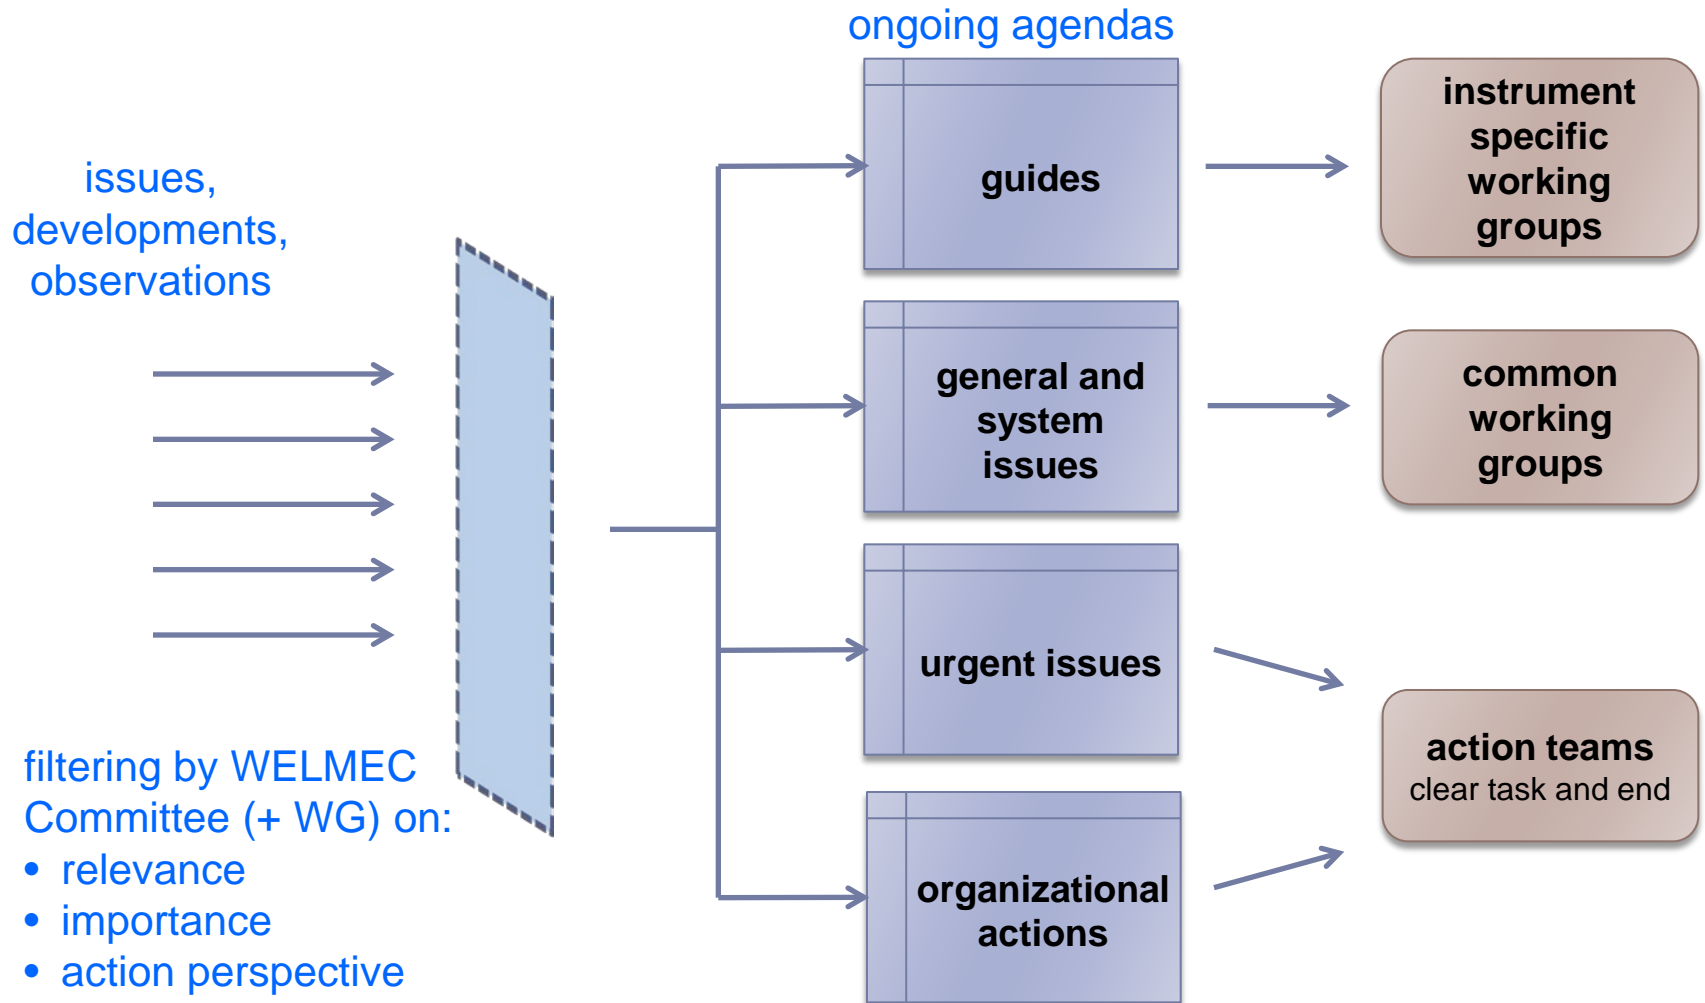 ongoing agendas
issues,
developments,
observations
filtering by WELMEC
Committee (+ WG) on:
• relevance
• importance
• action perspective
guides
general and
system
issues
urgent issues
organizational
actions
instrument
specific
working
groups
common
working
groups
action teams
clear task and end